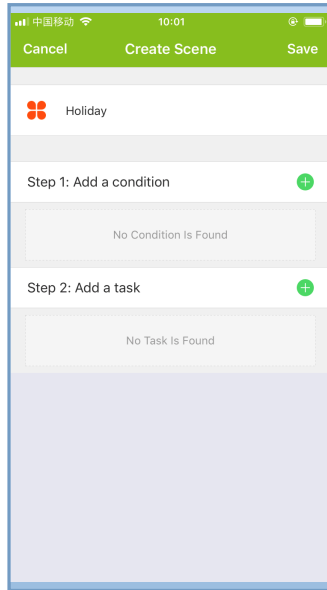 中国移动 10:01
Cancel Create Scene Save
Holiday
Step 1: Add a condition
No Condition Is Found
Step 2: Add a task
No Task Is Found